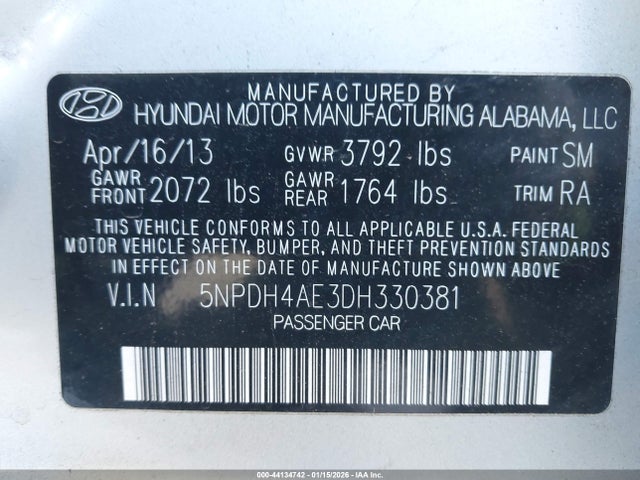 MANUFACTURED BY
HYUNDAI MOTOR MANUFACTURING ALABAMA, LLC
Apr/16/13 GVWR 3792 lbs PAINT SM
GAWR FRONT 2072 lbs GAWR REAR 1764 lbs TRIM RA
THIS VEHICLE CONFORMS TO ALL APPLICABLE U.S.A. FEDERAL
MOTOR VEHICLE SAFETY, BUMPER, AND THEFT PREVENTION STANDARDS
IN EFFECT ON THE DATE OF MANUFACTURE SHOWN ABOVE
V.I.N 5NPDH4AE3DH330381
PASSENGER CAR
000-44134742 - 01/15/2026 - IAA Inc.